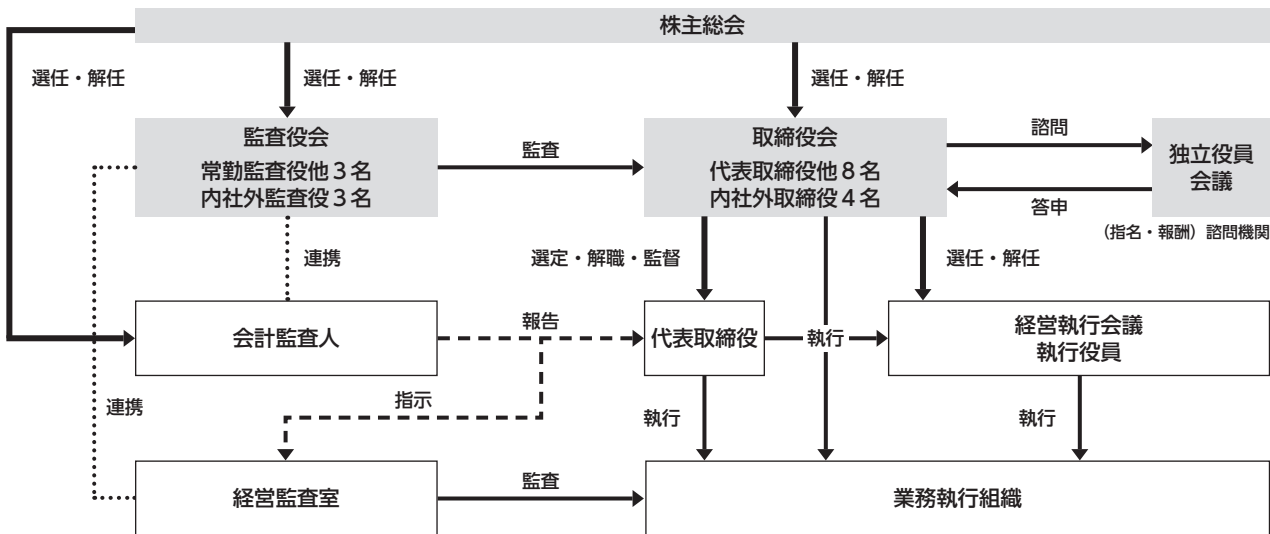 株主総会
選任・解任
選任・解任
選任・解任
監査役会
常勤監査役他3名
内社外監査役3名
監査
取締役会
代表取締役他8名
内社外取締役4名
諮問
答申
独立役員
会議
(指名・報酬)諮問機関
連携
選定・解職・監督
選任・解任
会計監査人
報告
代表取締役
執行
経営執行会議
執行役員
連携
指示
執行
執行
経営監査室
監査
業務執行組織